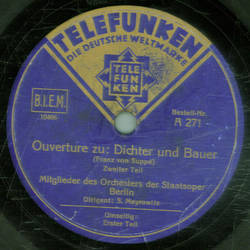 TELEFUNKEN
DIE DEUTSCHE WELTMARKE
TELE
FUN
KEN
B.I.E.M.
Bestell-Nr.
A 271
Ouverture zu: Dichter und Bauer
(Franz von Suppé)
Zweiter Teil
Mitglieder des Orchesters der Staatsoper
Berlin
Dirigent: S. Meyrowitz
Umseitig:
Erster Teil